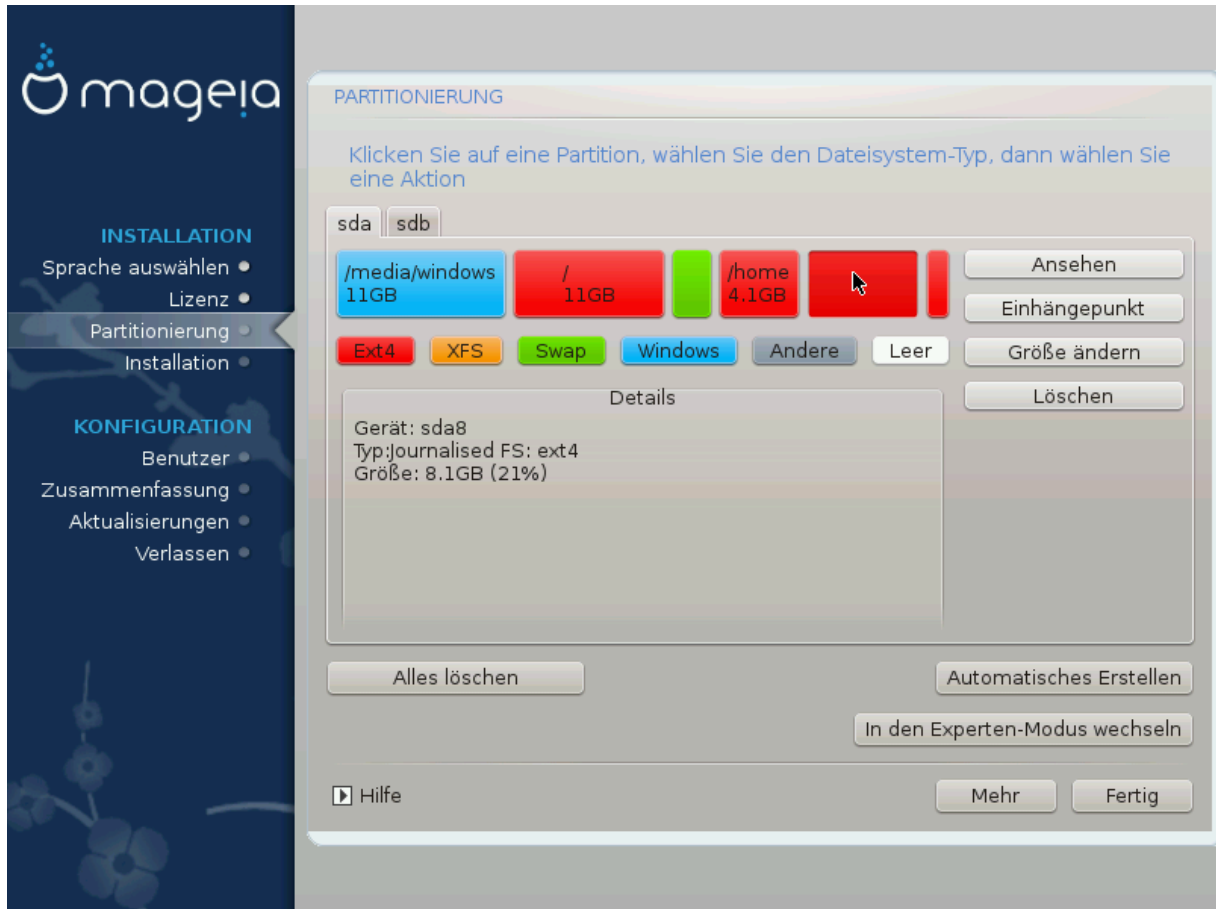 mageia
INSTALLATION
Sprache auswählen
Lizenz
Partitionierung
Installation
KONFIGURATION
Benutzer
Zusammenfassung
Aktualisierungen
Verlassen
PARTITIONIERUNG
Klicken Sie auf eine Partition, wählen Sie den Dateisystem-Typ, dann wählen Sie
eine Aktion
sda sdb
/media/windows
11GB
/
11GB
/home
4.1GB
Ext4 XFS Swap Windows Andere Leer
Ansehen
Einhängepunkt
Größe ändern
Löschen
Details
Gerät: sda8
Typ:Journalised FS: ext4
Größe: 8.1GB (21%)
Alles löschen
Automatisches Erstellen
In den Experten-Modus wechseln
Hilfe
Mehr
Fertig